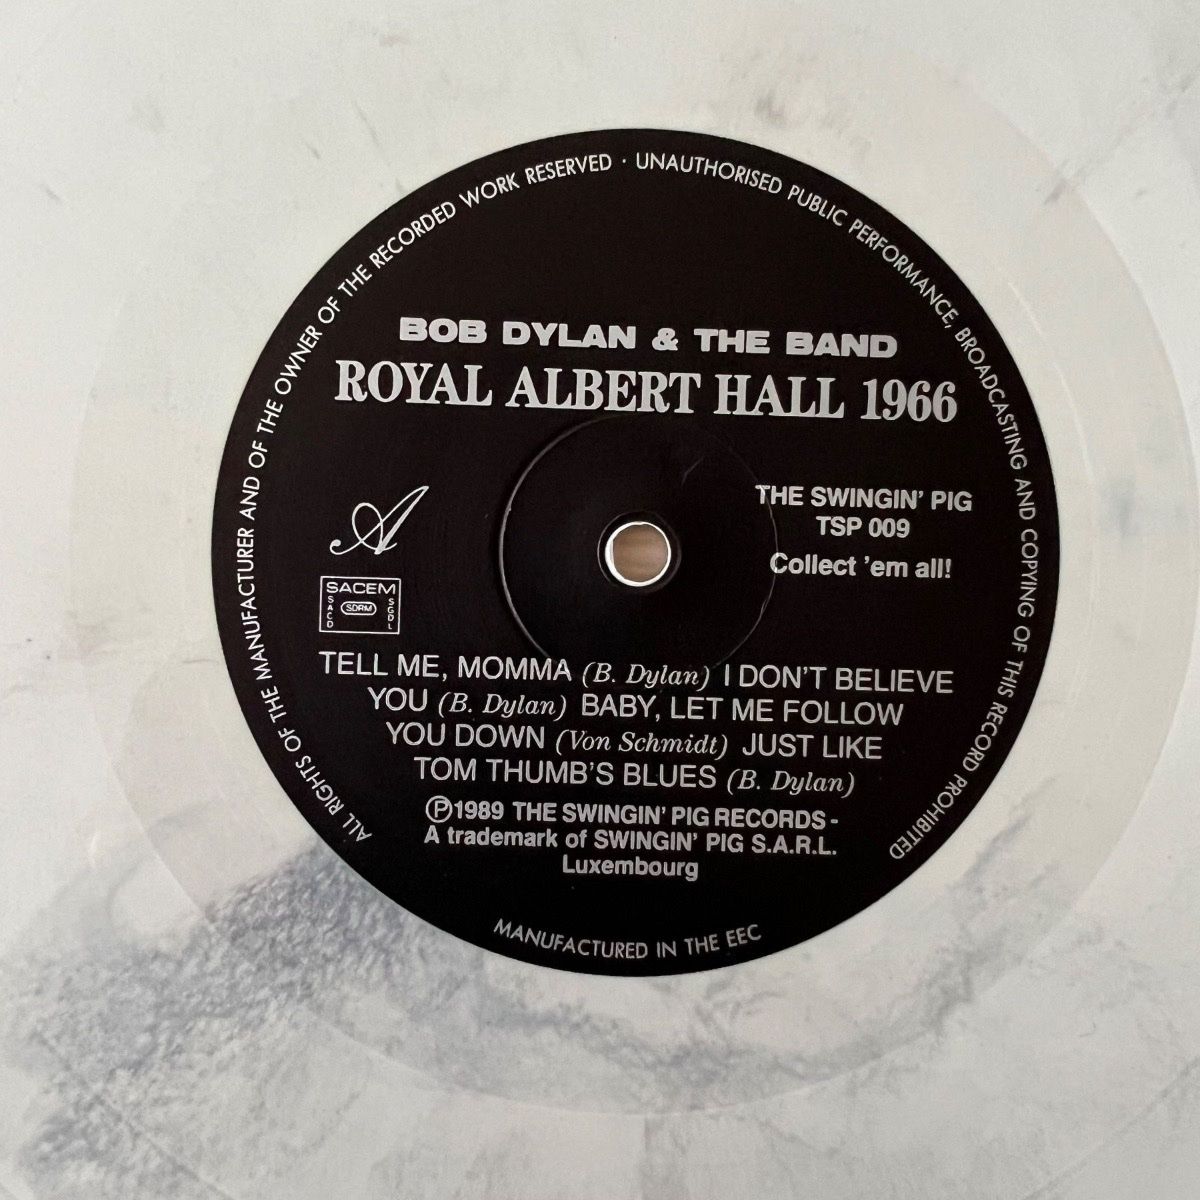 ALL RIGHTS OF THE MANUFACTURER AND OF THE OWNER OF THE RECORDED WORK RESERVED · UNAUTHORISED PUBLIC PERFORMANCE, BROADCASTING AND COPYING OF THIS RECORD PROHIBITED
BOB DYLAN & THE BAND
ROYAL ALBERT HALL 1966
A
THE SWINGIN' PIG
TSP 009
Collect 'em all!
SACEM
SACD
SDRM
SGDL
TELL ME, MOMMA (B. Dylan) I DON'T BELIEVE
YOU (B. Dylan) BABY, LET ME FOLLOW
YOU DOWN (Von Schmidt) JUST LIKE
TOM THUMB'S BLUES (B. Dylan)
Ⓟ1989 THE SWINGIN' PIG RECORDS -
A trademark of SWINGIN' PIG S.A.R.L.
Luxembourg
MANUFACTURED IN THE EEC